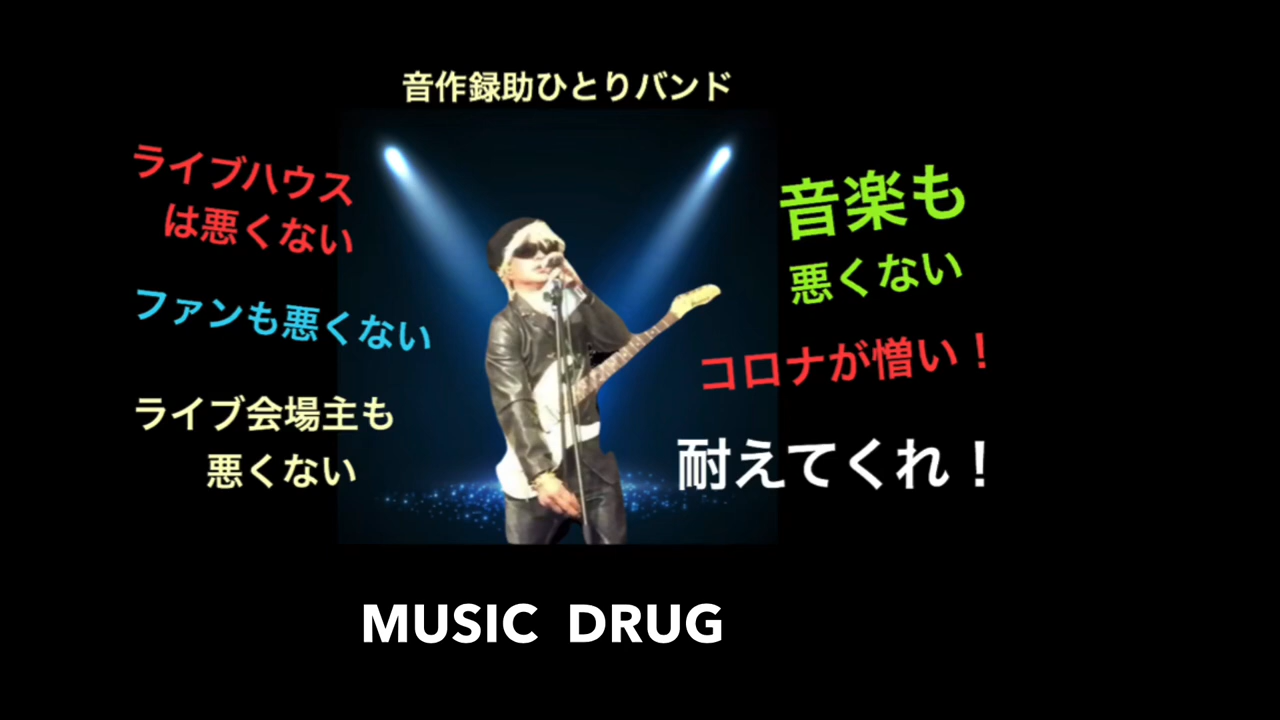 音作録助ひとりバンド
ライブハウス
は悪くない
ファンも悪くない
ライブ会場主も
悪くない
音楽も
悪くない
コロナが憎い！
耐えてくれ！
MUSIC DRUG